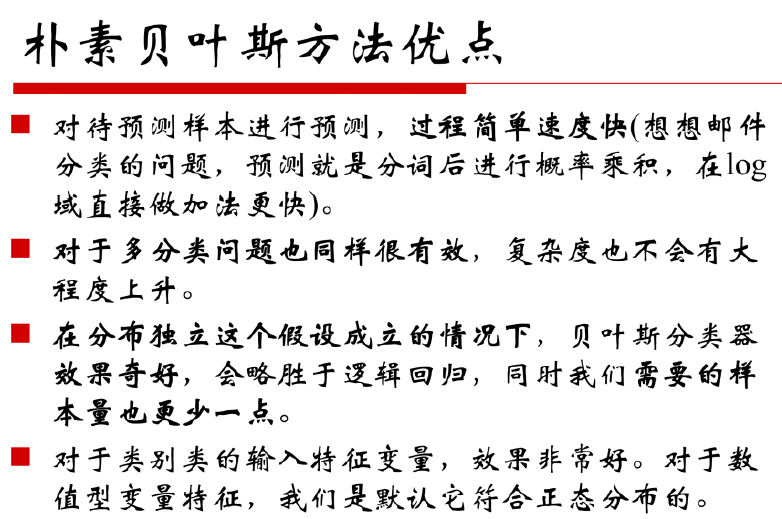 朴素贝叶斯方法优点
对待预测样本进行预测，过程简单速度快(想想邮件
分类的问题，预测就是分词后进行概率乘积，在log
域直接做加法更快)。
对于多分类问题也同样很有效，复杂度也不会有大
程度上升。
在分布独立这个假设成立的情况下，贝叶斯分类器
效果奇好，会略胜于逻辑回归，同时我们需要的样
本量也更少一点。
对于类别类的输入特征变量，效果非常好。对于数
值型变量特征，我们是默认它符合正态分布的。